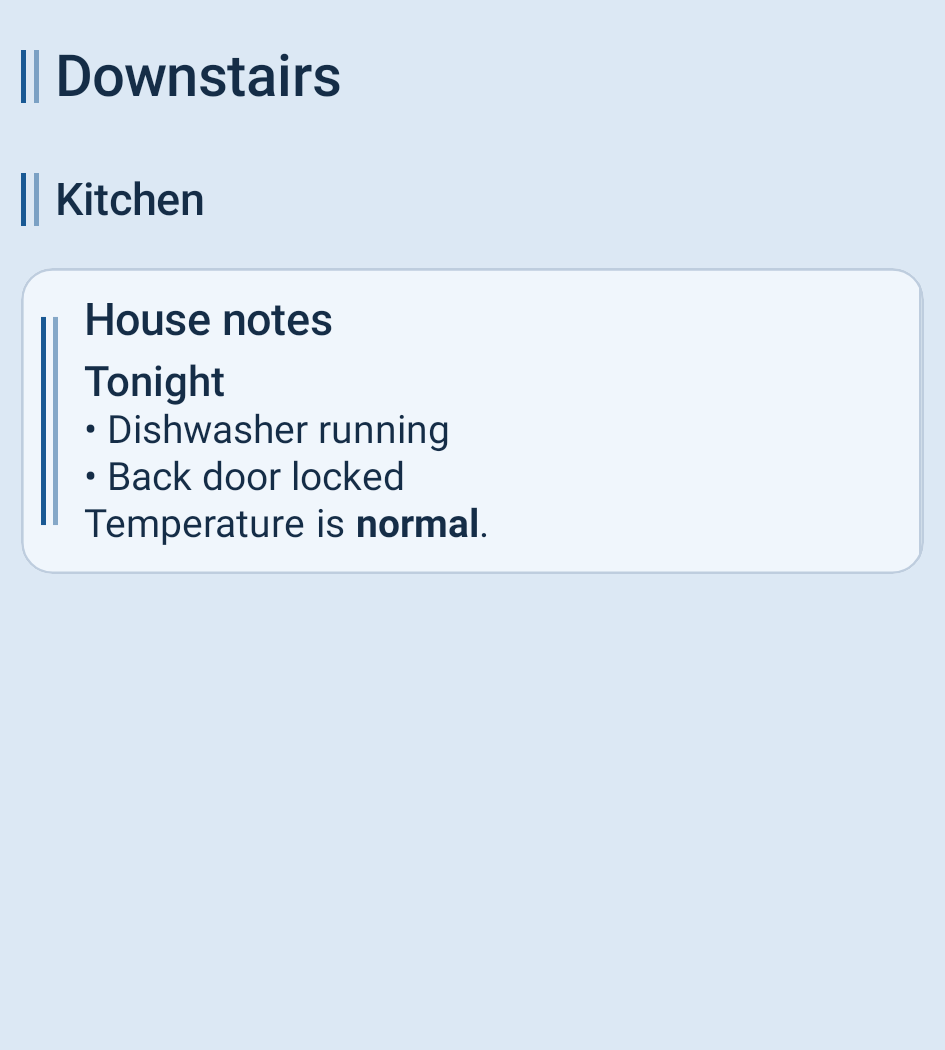 Downstairs
Kitchen
House notes
Tonight
• Dishwasher running
• Back door locked
Temperature is normal.